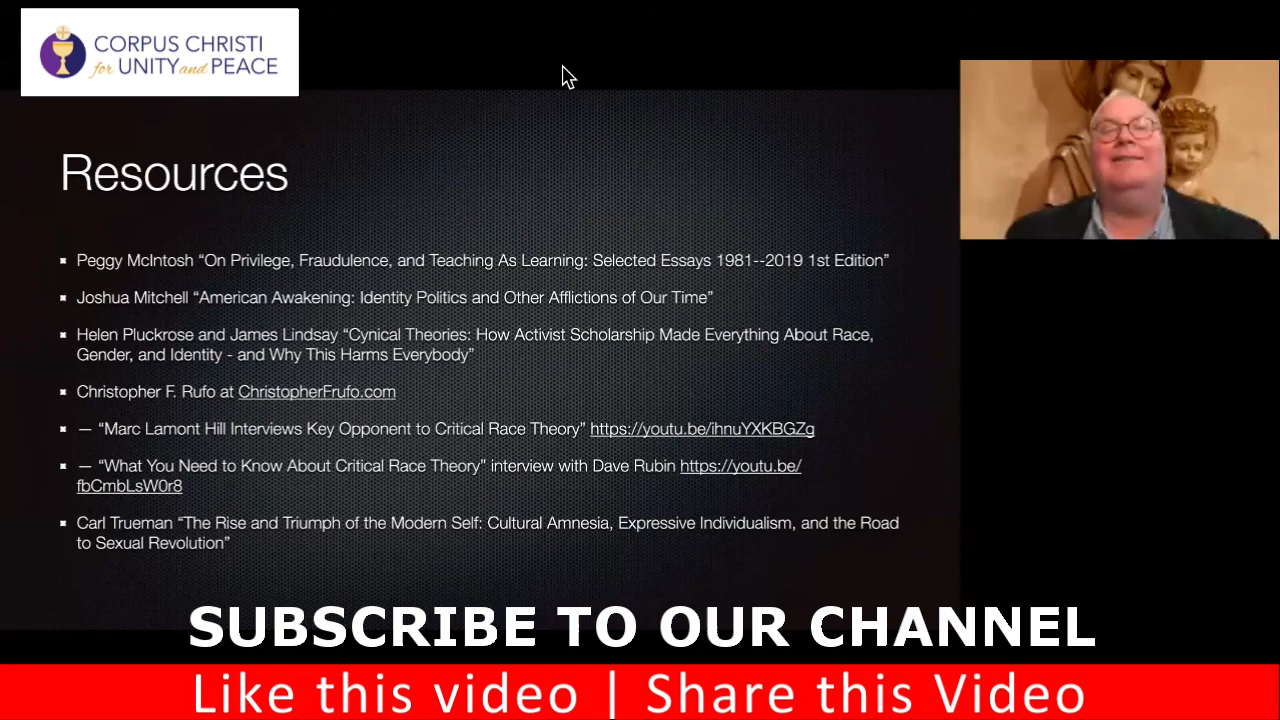 CORPUS CHRISTI
for UNITY and PEACE
Resources
Peggy McIntosh “On Privilege, Fraudulence, and Teaching As Learning: Selected Essays 1981--2019 1st Edition”
Joshua Mitchell “American Awakening: Identity Politics and Other Afflictions of Our Time”
Helen Pluckrose and James Lindsay “Cynical Theories: How Activist Scholarship Made Everything About Race,
Gender, and Identity - and Why This Harms Everybody”
Christopher F. Rufo at ChristopherFrufo.com
— “Marc Lamont Hill Interviews Key Opponent to Critical Race Theory” https://youtu.be/ihnuYXKBGZg
— “What You Need to Know About Critical Race Theory” interview with Dave Rubin https://youtu.be/
fbCmbLsW0r8
Carl Trueman “The Rise and Triumph of the Modern Self: Cultural Amnesia, Expressive Individualism, and the Road
to Sexual Revolution”
SUBSCRIBE TO OUR CHANNEL
Like this video | Share this Video